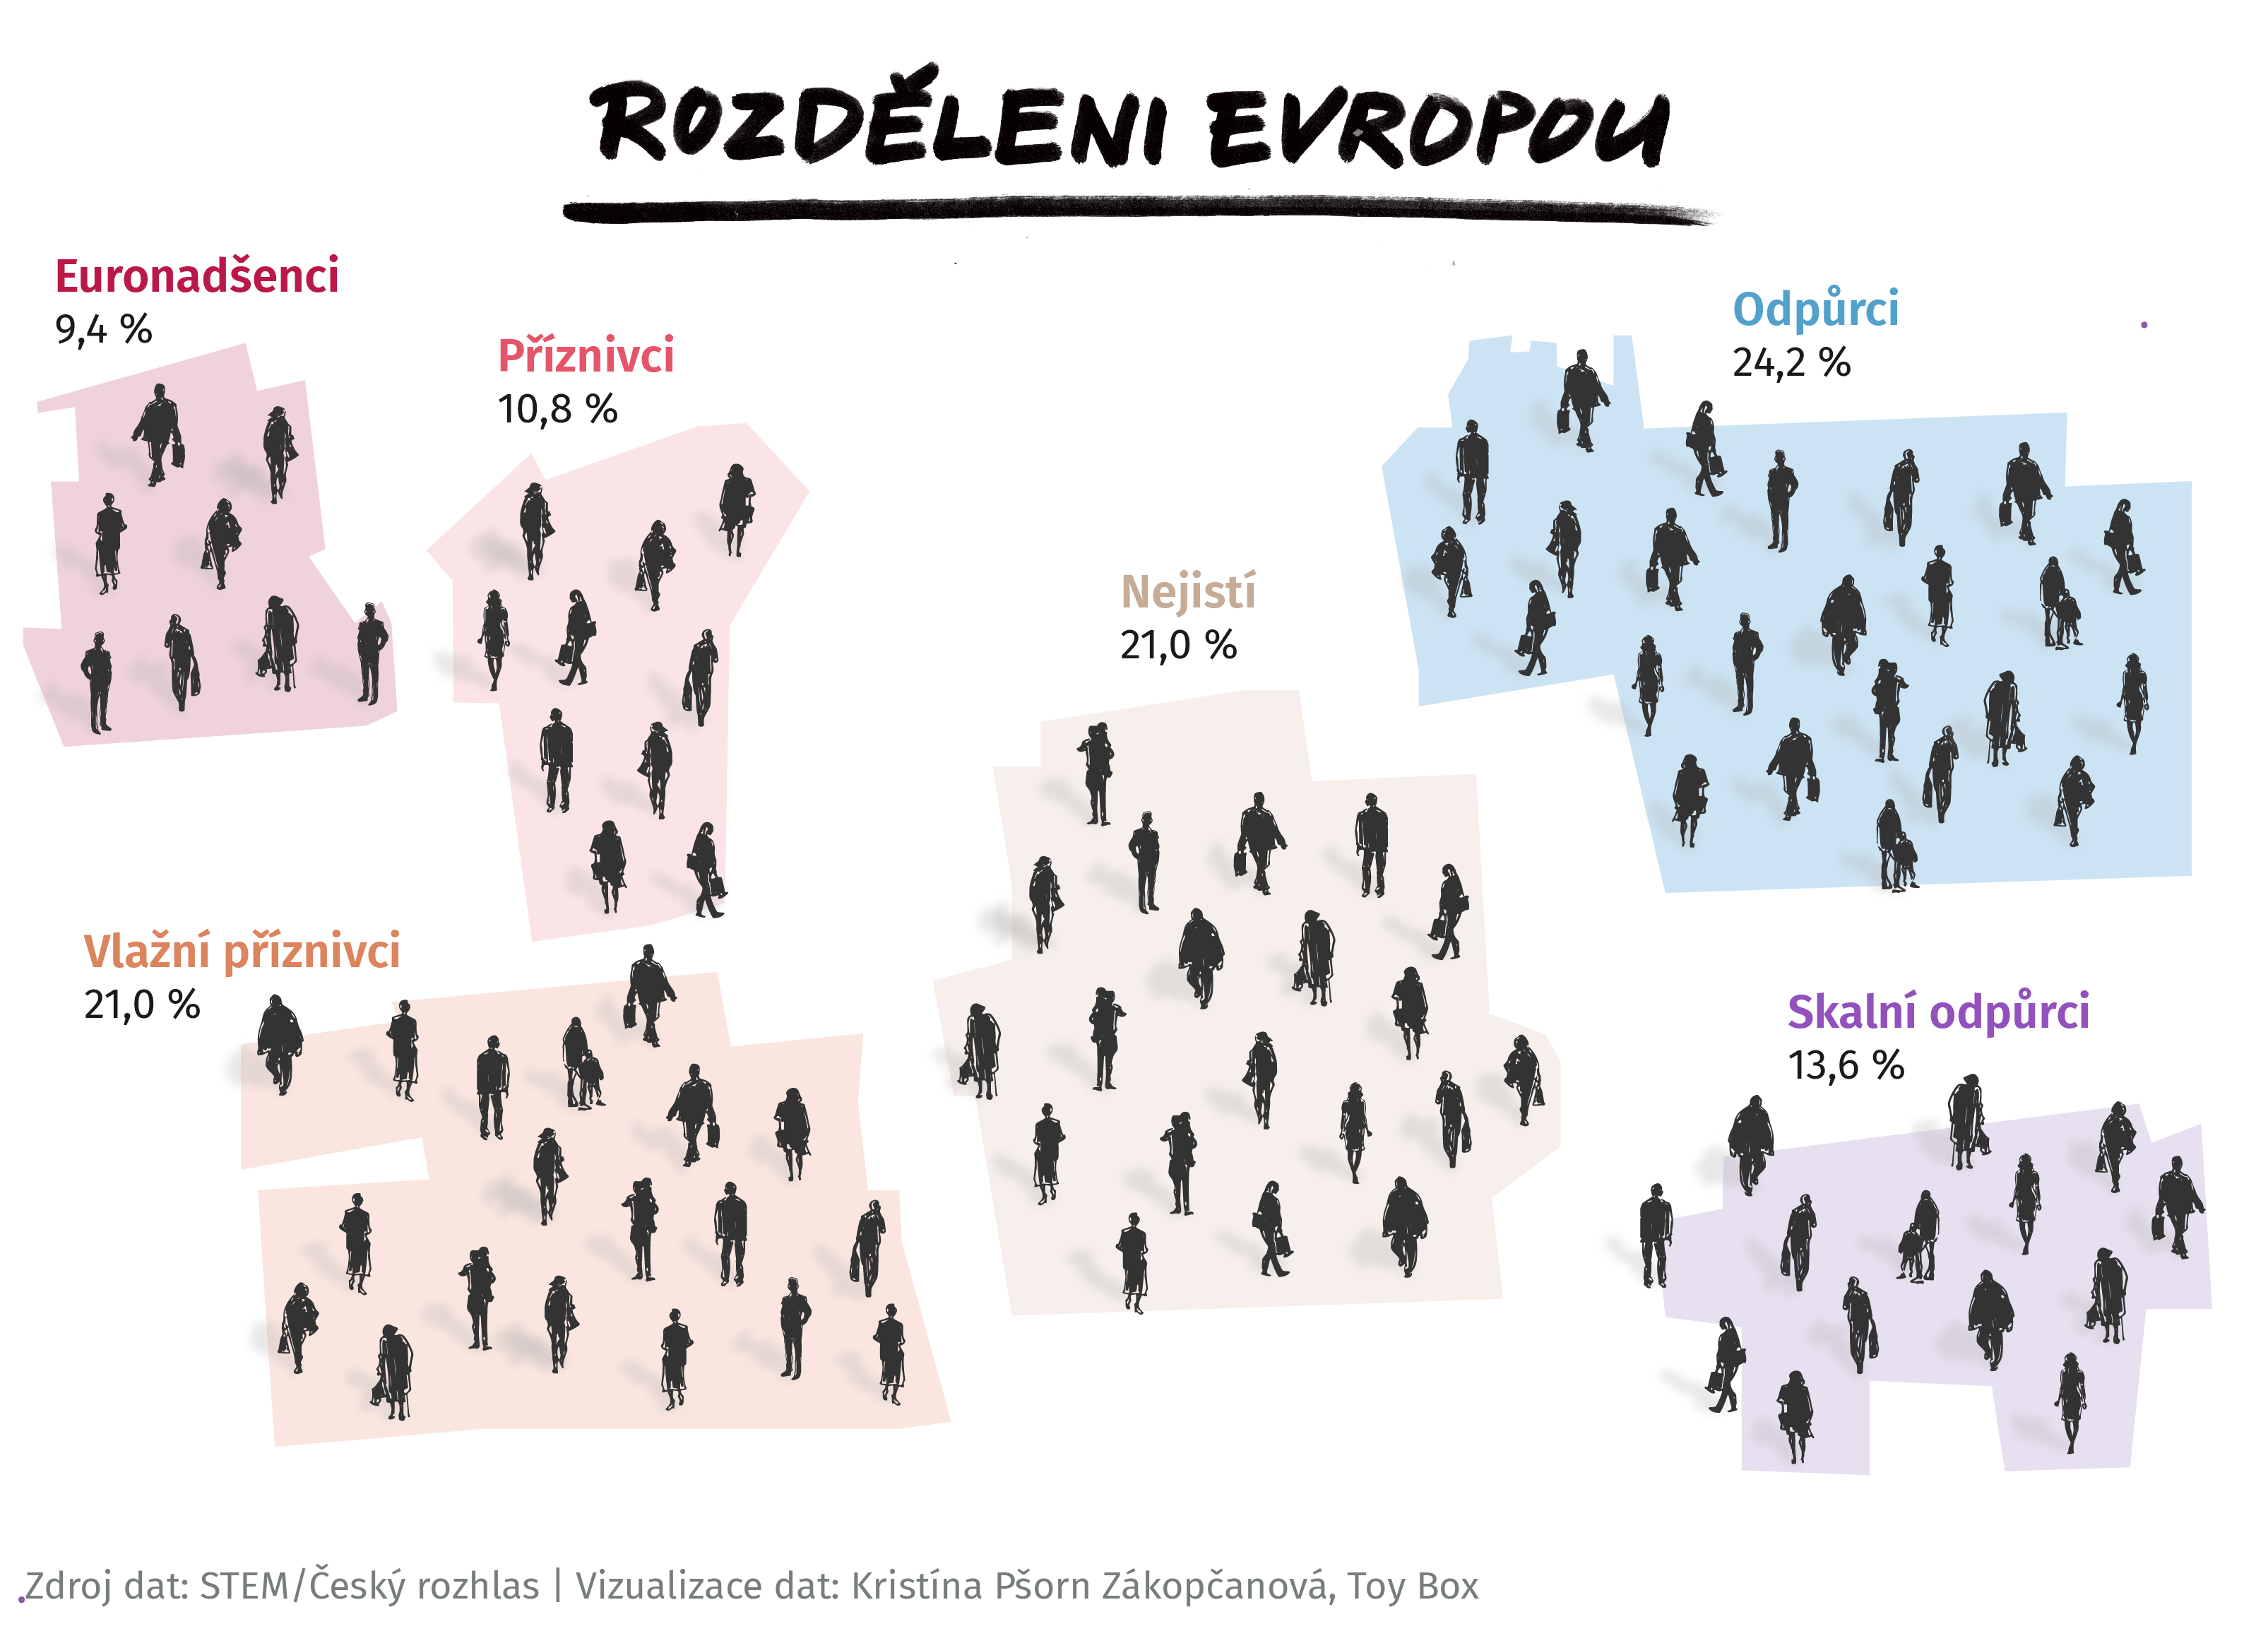 ROZDĚLENI EVROPOU
Euronadšenci
9,4 %
Příznivci
10,8 %
Odpůrci
24,2 %
Nejistí
21,0 %
Vlažní příznivci
21,0 %
Skalní odpůrci
13,6 %
Zdroj dat: STEM/Český rozhlas | Vizualizace dat: Kristína Pšorn Zákopčanová, Toy Box